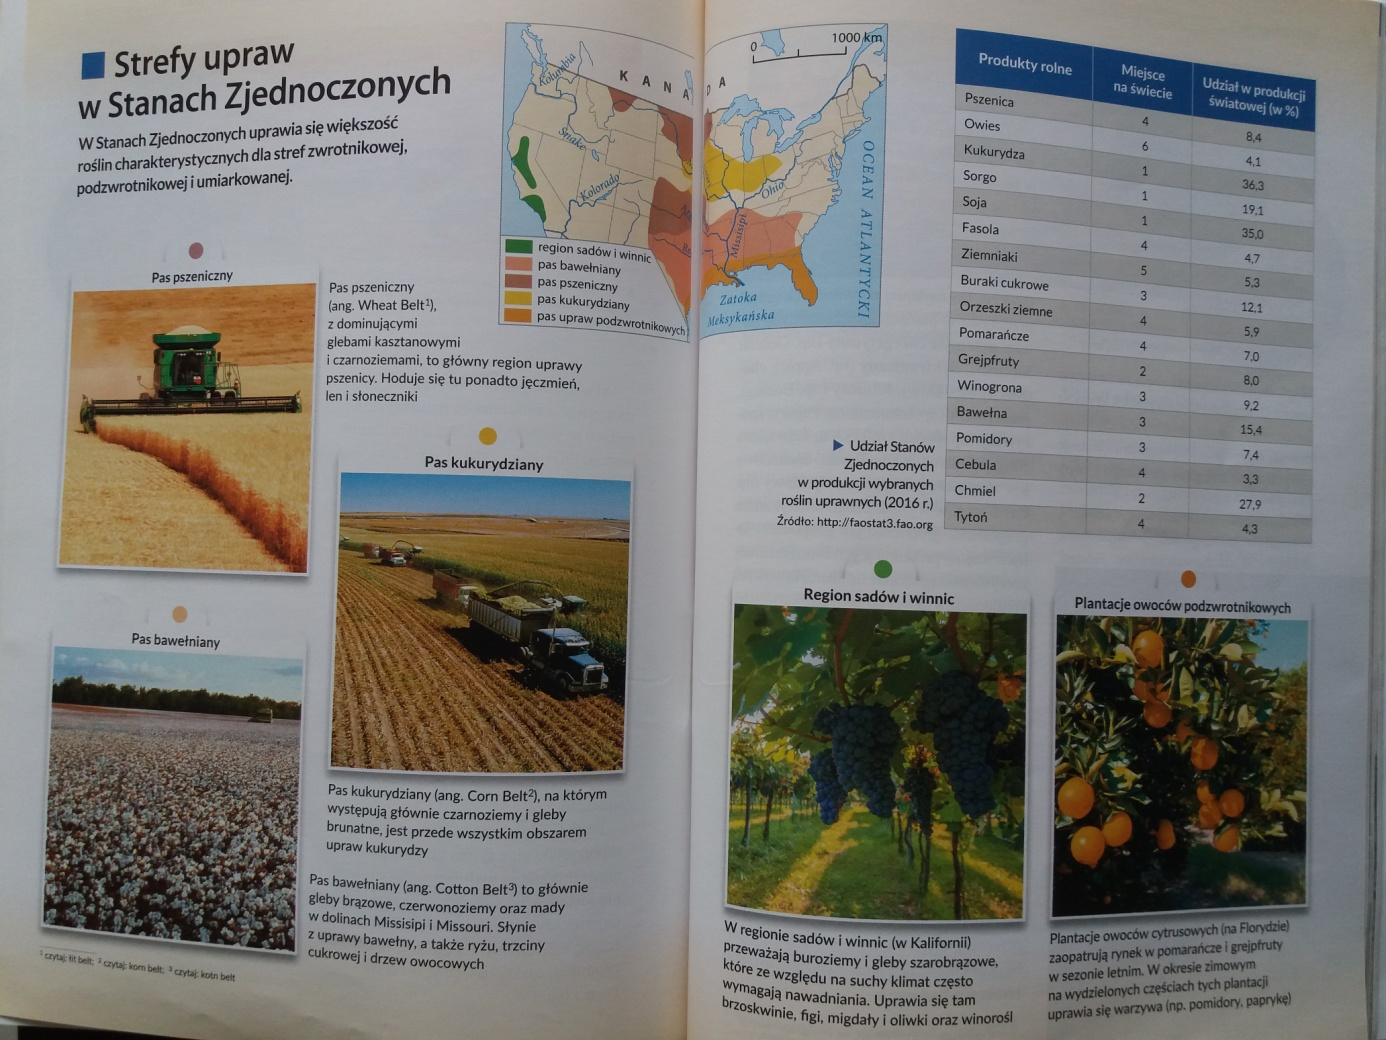 Strefy upraw
w Stanach Zjednoczonych
W Stanach Zjednoczonych uprawia się większość
roślin charakterystycznych dla stref zwrotnikowej,
podzwrotnikowej i umiarkowanej.
Pas pszeniczny
Pas pszeniczny
(ang. Wheat Belt¹),
z dominującymi
glebami kasztanowymi
i czarnoziemami, to główny region uprawy
pszenicy. Hoduje się tu ponadto jęczmień,
len i słoneczniki
Pas kukurydziany
Pas kukurydziany (ang. Corn Belt²), na którym
występują głównie czarnoziemy i gleby
brunatne, jest przede wszystkim obszarem
upraw kukurydzy
Pas bawełniany
Pas bawełniany (ang. Cotton Belt³) to głównie
gleby brązowe, czerwonoziemy oraz mady
w dolinach Missisipi i Missouri. Słynie
z uprawy bawełny, a także ryżu, trzciny
cukrowej i drzew owocowych
¹ czytaj: łit belt; ² czytaj: korn belt; ³ czytaj: kotn belt
KANADA
0 1000 km
Kolumbia
Snake
Kolorado
Ohio
Missisipi
OCEAN ATLANTYCKI
Zatoka
Meksykańska
region sadów i winnic
pas bawełniany
pas pszeniczny
pas kukurydziany
pas upraw podzwrotnikowych
Produkty rolne Miejsce na świecie Udział w produkcji światowej (w %)
Pszenica 4 8,4
Owies 6 4,1
Kukurydza 1 36,3
Sorgo 1 19,1
Soja 1 35,0
Fasola 4 4,7
Ziemniaki 5 5,3
Buraki cukrowe 3 12,1
Orzeszki ziemne 4 5,9
Pomarańcze 4 7,0
Grejpfruty 2 8,0
Winogrona 3 9,2
Bawełna 3 15,4
Pomidory 3 7,4
Cebula 4 3,3
Chmiel 2 27,9
Tytoń 4 4,3
Udział Stanów
Zjednoczonych
w produkcji wybranych
roślin uprawnych (2016 r.)
Źródło: http://faostat3.fao.org
Region sadów i winnic
W regionie sadów i winnic (w Kalifornii)
przeważają buroziemy i gleby szarobrązowe,
które ze względu na suchy klimat często
wymagają nawadniania. Uprawia się tam
brzoskwinie, figi, migdały i oliwki oraz winorośl
Plantacje owoców podzwrotnikowych
Plantacje owoców cytrusowych (na Florydzie)
zaopatrują rynek w pomarańcze i grejpfruty
w sezonie letnim. W okresie zimowym
na wydzielonych częściach tych plantacji
uprawia się warzywa (np. pomidory, paprykę)